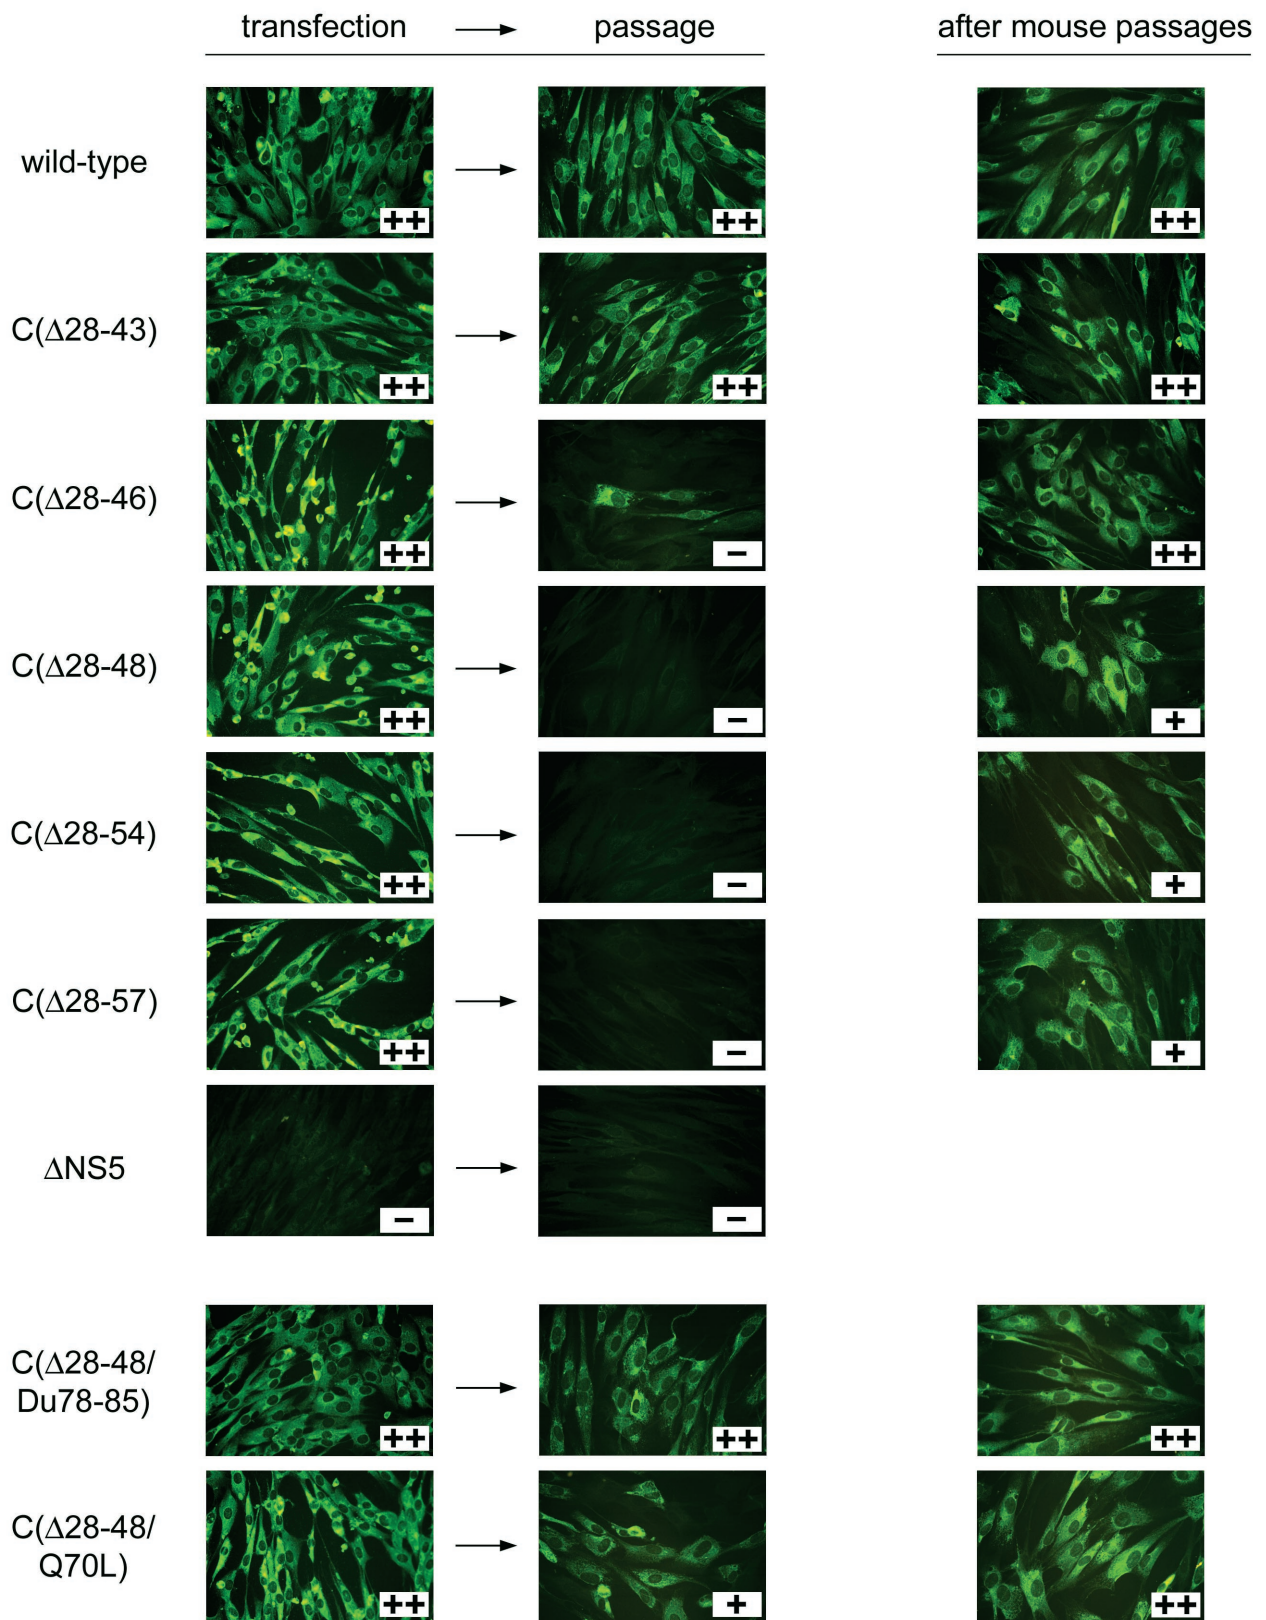 transfection → passage after mouse passages
wild-type → ++ ++ ++
C(Δ28-43) → ++ ++ ++
C(Δ28-46) → ++ − ++
C(Δ28-48) → ++ − +
C(Δ28-54) → ++ − +
C(Δ28-57) → ++ − +
ΔNS5 → − −
C(Δ28-48/
Du78-85) → ++ ++ ++
C(Δ28-48/
Q70L) → ++ + ++